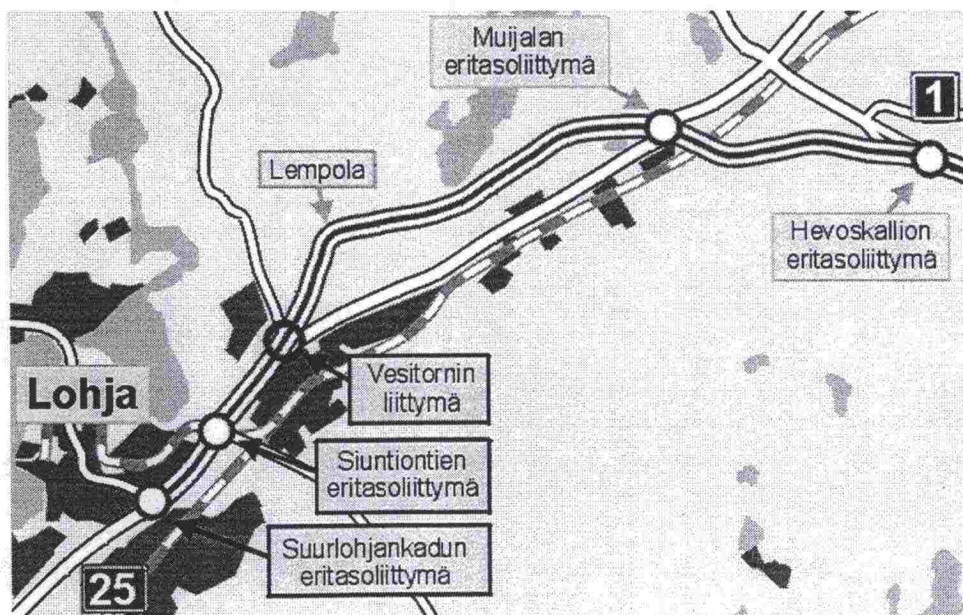 Muijalan
eritasoliittymä
1
Lempola
Hevoskallion
eritasoliittymä
Vesitornin
liittymä
Lohja
Siuntiontien
eritasoliittymä
Suurlohjankadun
eritasoliittymä
25